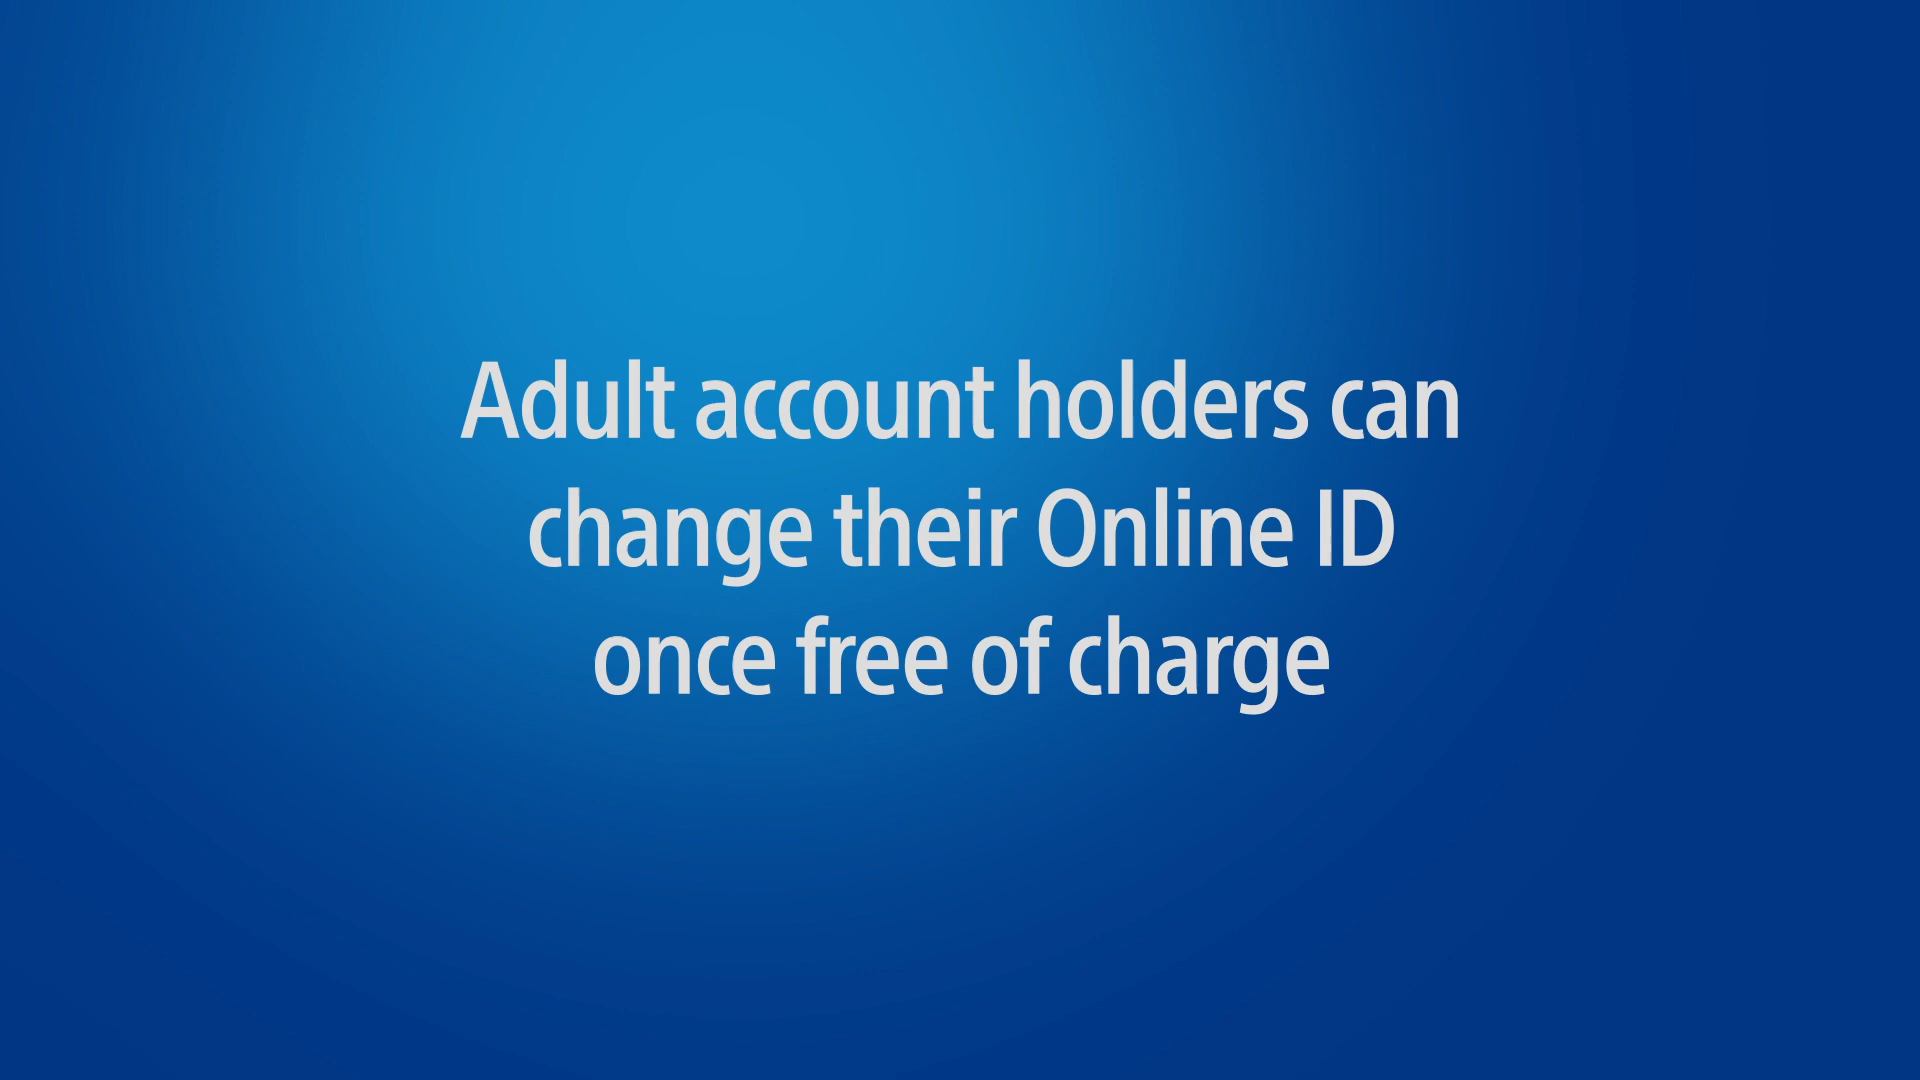 Adult account holders can
change their Online ID
once free of charge